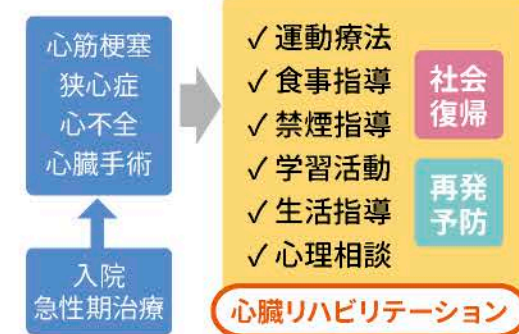 心筋梗塞
狭心症
心不全
心臓手術
入院
急性期治療
✓ 運動療法
✓ 食事指導
✓ 禁煙指導
✓ 学習活動
✓ 生活指導
✓ 心理相談
社会
復帰
再発
予防
心臓リハビリテーション